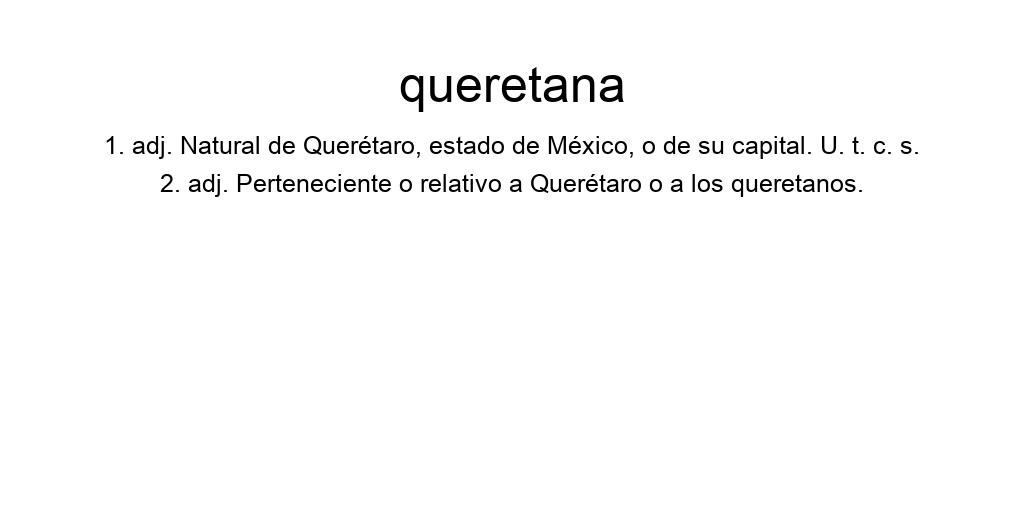 queretana
1. adj. Natural de Querétaro, estado de México, o de su capital. U. t. c. s.
2. adj. Perteneciente o relativo a Querétaro o a los queretanos.